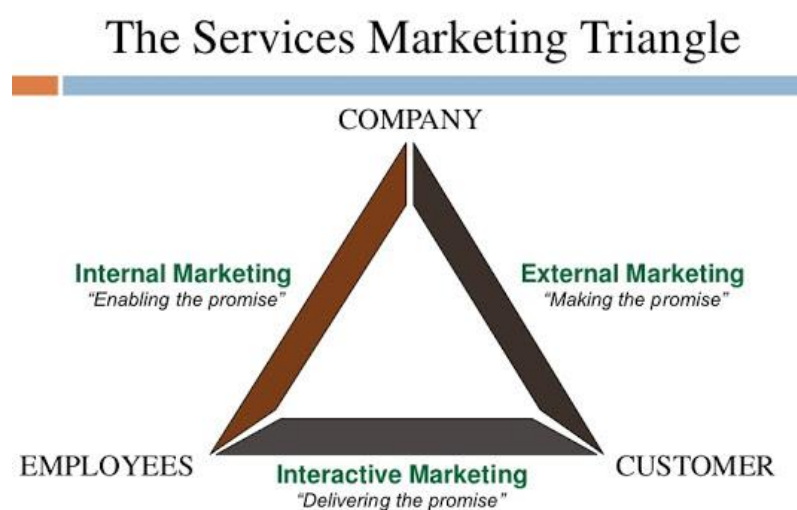 The Services Marketing Triangle
COMPANY
Internal Marketing
“Enabling the promise”
External Marketing
“Making the promise”
EMPLOYEES
Interactive Marketing
“Delivering the promise”
CUSTOMER